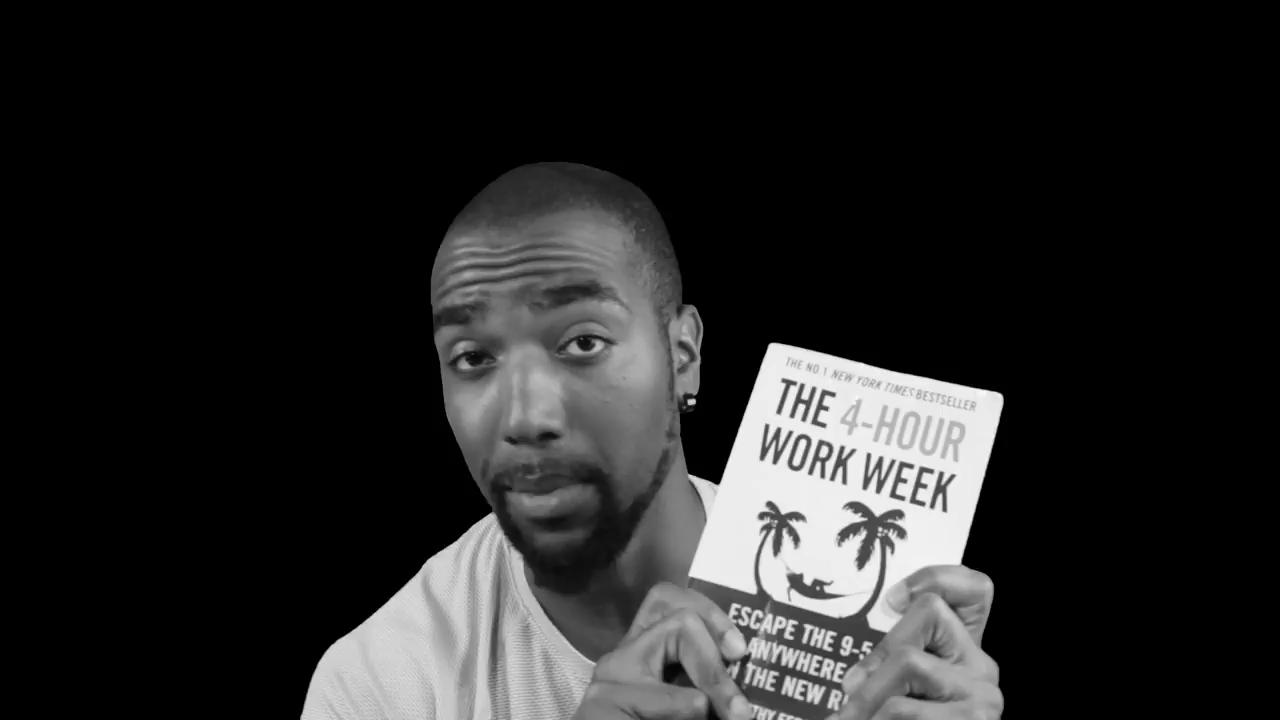 THE NO.1 NEW YORK TIMES BESTSELLER
THE 4-HOUR
WORK WEEK
ESCAPE THE 9-5
ANYWHERE
THE NEW